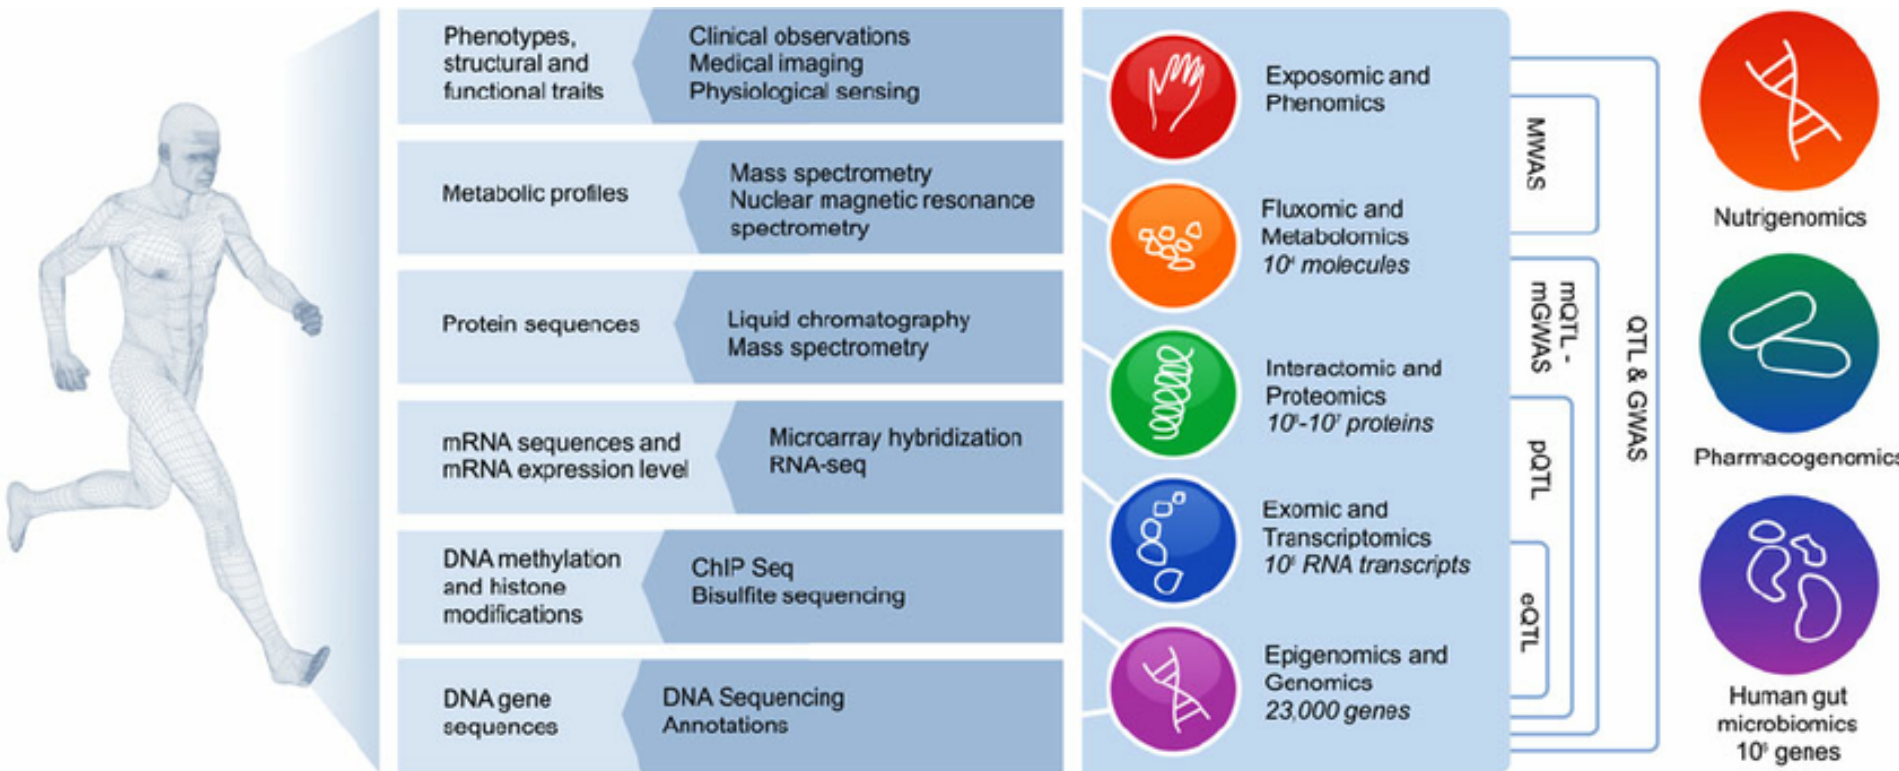 Phenotypes,
structural and
functional traits
Clinical observations
Medical imaging
Physiological sensing
Metabolic profiles
Mass spectrometry
Nuclear magnetic resonance
spectrometry
Protein sequences
Liquid chromatography
Mass spectrometry
mRNA sequences and
mRNA expression level
Microarray hybridization
RNA-seq
DNA methylation
and histone
modifications
ChIP Seq
Bisulfite sequencing
DNA gene
sequences
DNA Sequencing
Annotations
Exposomic and
Phenomics
Fluxomic and
Metabolomics
10⁴ molecules
Interactomic and
Proteomics
proteins
Exomic and
Transcriptomics
RNA transcripts
Epigenomics and
Genomics
23,000 genes
MWAS
mQTL -
mGWAS
pQTL
eQTL
QTL & GWAS
Nutrigenomics
Pharmacogenomics
Human gut
microbiomics
genes